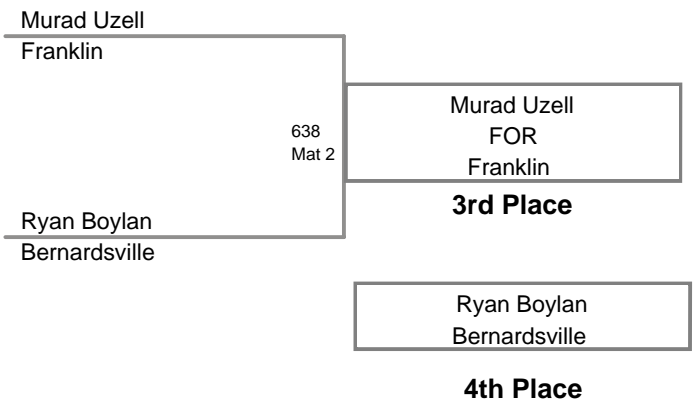 Murad Uzell
Franklin
638
Mat 2
Murad Uzell
FOR
Franklin
3rd Place
Ryan Boylan
Bernardsville
Ryan Boylan
Bernardsville
4th Place